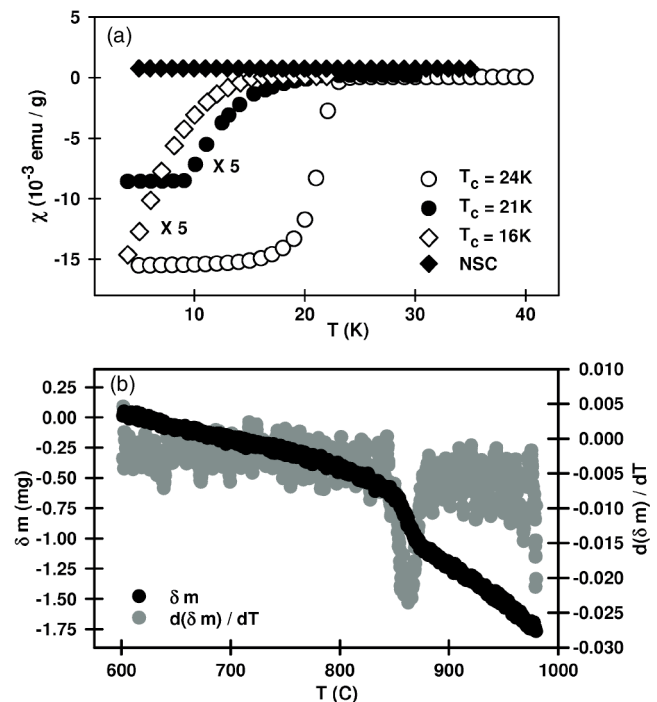 (a)
5
0
-5
-10
-15
χ (10⁻³ emu / g)
X 5
X 5
T_c = 24K
T_c = 21K
T_c = 16K
NSC
10 20 30 40
T (K)
(b)
0.25
0.00
-0.25
-0.50
-0.75
-1.00
-1.25
-1.50
-1.75
δ m (mg)
0.010
0.005
0.000
-0.005
-0.010
-0.015
-0.020
-0.025
-0.030
d(δ m) / dT
δ m
d(δ m) / dT
600 700 800 900 1000
T (C)